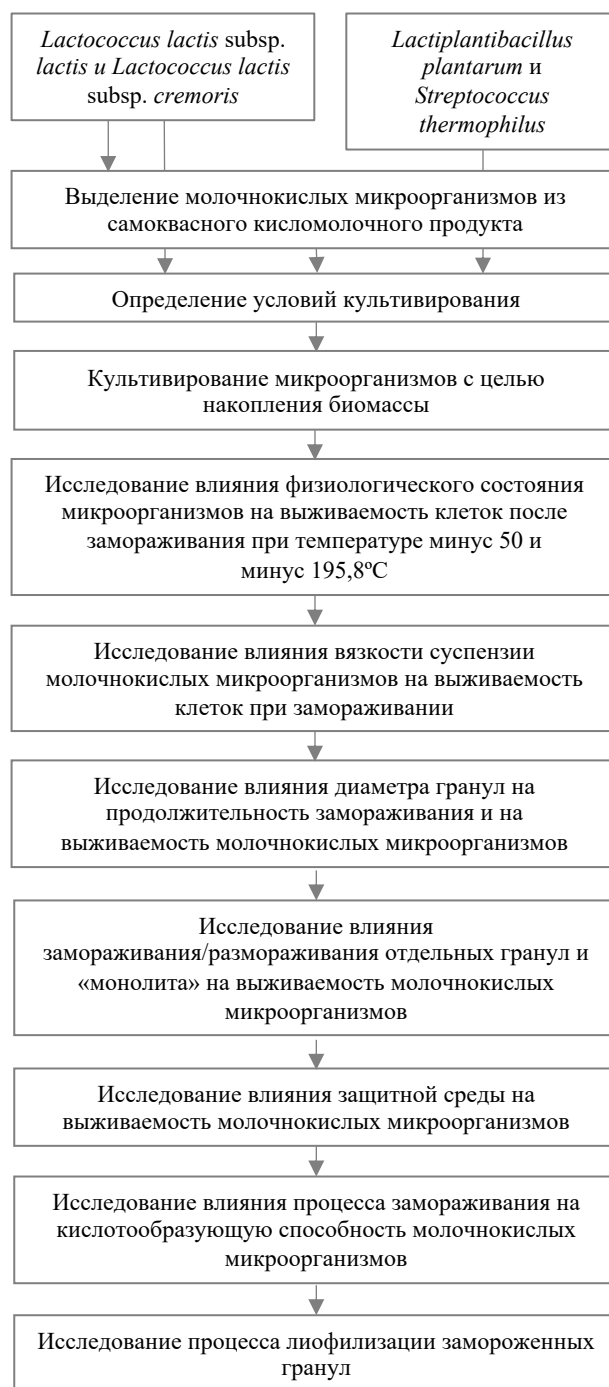 Lactococcus lactis subsp.
lactis и Lactococcus lactis
subsp. cremoris
Lactiplantibacillus
plantarum и
Streptococcus
thermophilus
Выделение молочнокислых микроорганизмов из
самоквасного кисломолочного продукта
Определение условий культивирования
Культивирование микроорганизмов с целью
накопления биомассы
Исследование влияния физиологического состояния
микроорганизмов на выживаемость клеток после
замораживания при температуре минус 50 и
минус 195,8ºС
Исследование влияния вязкости суспензии
молочнокислых микроорганизмов на выживаемость
клеток при замораживании
Исследование влияния диаметра гранул на
продолжительность замораживания и на
выживаемость молочнокислых микроорганизмов
Исследование влияния
замораживания/размораживания отдельных гранул и
«монолита» на выживаемость молочнокислых
микроорганизмов
Исследование влияния защитной среды на
выживаемость молочнокислых микроорганизмов
Исследование влияния процесса замораживания на
кислотообразующую способность молочнокислых
микроорганизмов
Исследование процесса лиофилизации замороженных
гранул